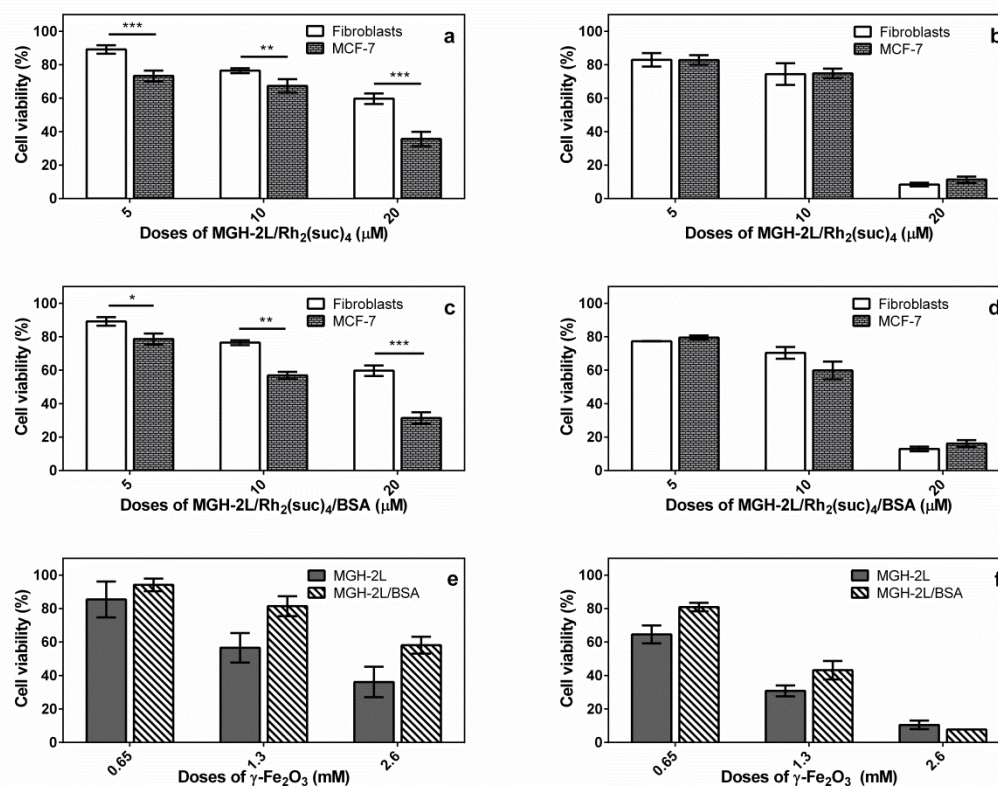 a
Fibroblasts
MCF-7
***
**
***
Cell viability (%)
100
80
60
40
20
0
5
10
20
Doses of MGH-2L/Rh₂(suc)₄ (μM)
b
Fibroblasts
MCF-7
Cell viability (%)
100
80
60
40
20
0
5
10
20
Doses of MGH-2L/Rh₂(suc)₄ (μM)
c
Fibroblasts
MCF-7
*
**
***
Cell viability (%)
100
80
60
40
20
0
5
10
20
Doses of MGH-2L/Rh₂(suc)₄/BSA (μM)
d
Fibroblasts
MCF-7
Cell viability (%)
100
80
60
40
20
0
5
10
20
Doses of MGH-2L/Rh₂(suc)₄/BSA (μM)
e
MGH-2L
MGH-2L/BSA
Cell viability (%)
100
80
60
40
20
0
0.65
1.3
2.6
Doses of γ-Fe₂O₃ (mM)
f
MGH-2L
MGH-2L/BSA
Cell viability (%)
100
80
60
40
20
0
0.65
1.3
2.6
Doses of γ-Fe₂O₃ (mM)